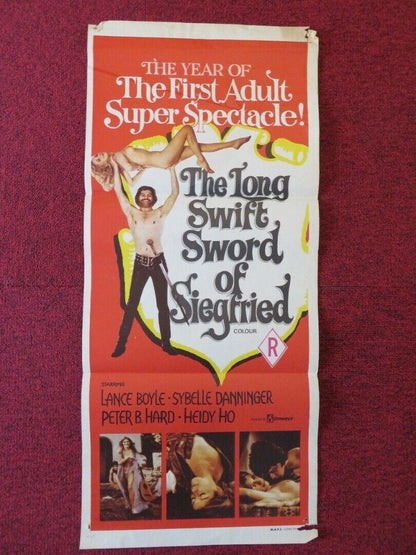 THE YEAR OF
The First Adult
Super Spectacle!
The Long
Swift
Sword
of
Siegfried
COLOUR
R
STARRING
LANCE BOYLE · SYBELLE DANNINGER
PETER B. HARD · HEIDY HO